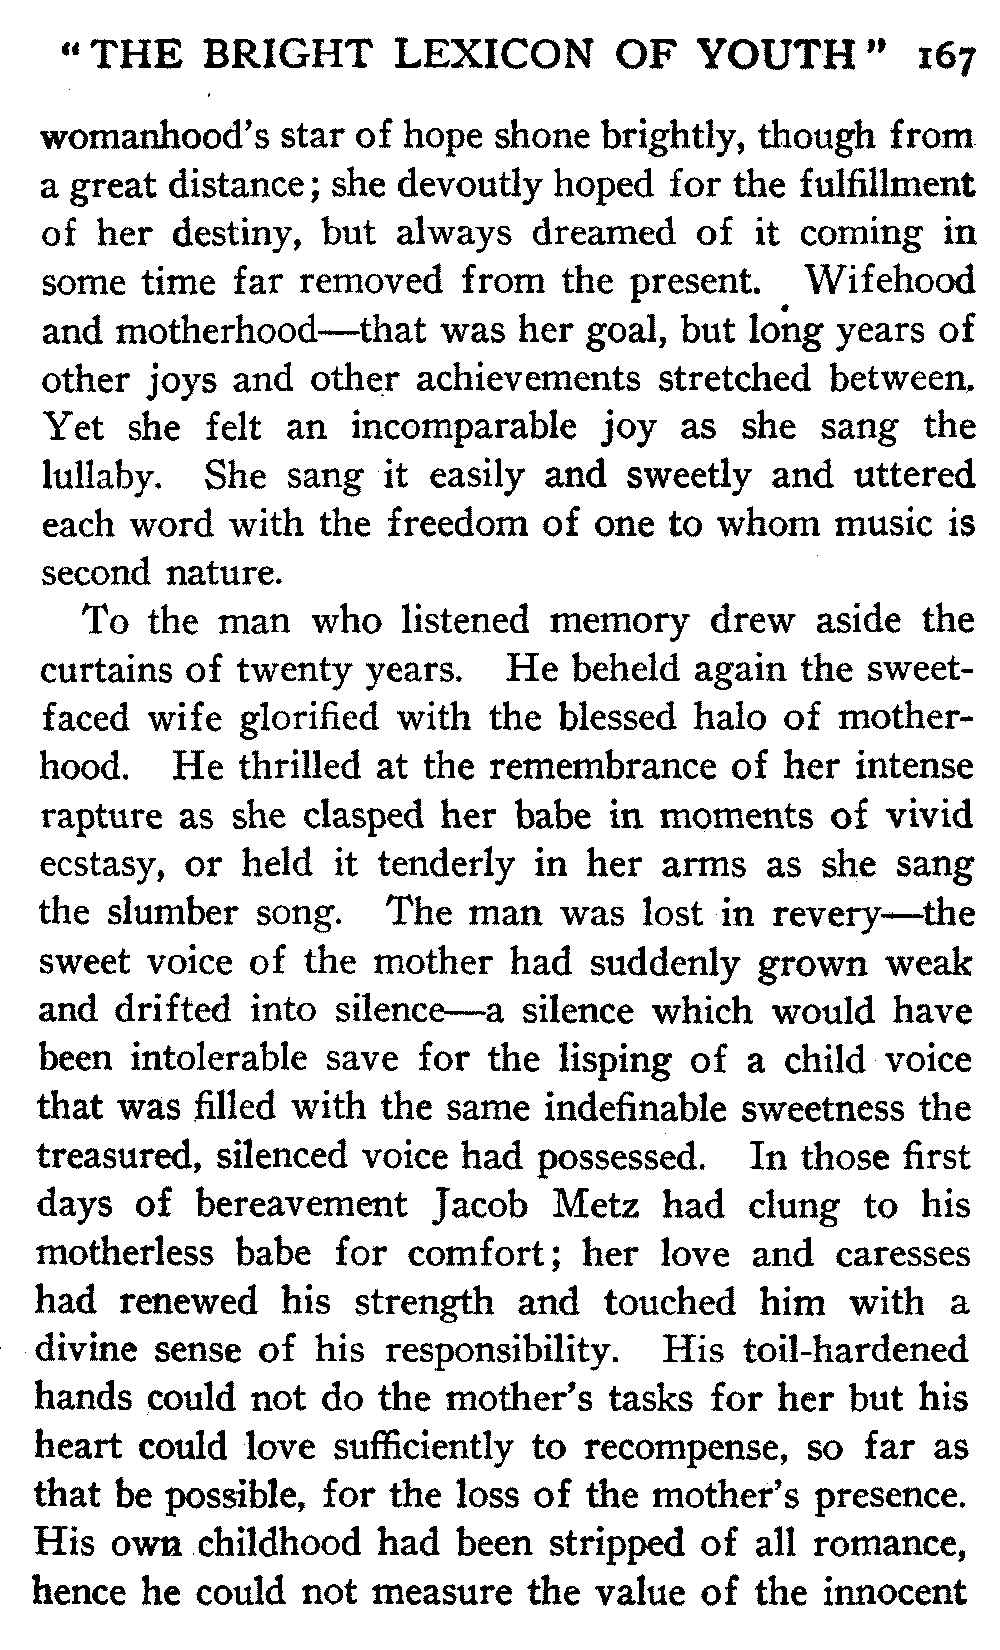 "THE BRIGHT LEXICON OF YOUTH" 167
womanhood's star of hope shone brightly, though from
a great distance; she devoutly hoped for the fulfillment
of her destiny, but always dreamed of it coming in
some time far removed from the present. Wifehood
and motherhood—that was her goal, but long years of
other joys and other achievements stretched between.
Yet she felt an incomparable joy as she sang the
lullaby. She sang it easily and sweetly and uttered
each word with the freedom of one to whom music is
second nature.
To the man who listened memory drew aside the
curtains of twenty years. He beheld again the sweet-
faced wife glorified with the blessed halo of mother-
hood. He thrilled at the remembrance of her intense
rapture as she clasped her babe in moments of vivid
ecstasy, or held it tenderly in her arms as she sang
the slumber song. The man was lost in revery—the
sweet voice of the mother had suddenly grown weak
and drifted into silence—a silence which would have
been intolerable save for the lisping of a child voice
that was filled with the same indefinable sweetness the
treasured, silenced voice had possessed. In those first
days of bereavement Jacob Metz had clung to his
motherless babe for comfort; her love and caresses
had renewed his strength and touched him with a
divine sense of his responsibility. His toil-hardened
hands could not do the mother's tasks for her but his
heart could love sufficiently to recompense, so far as
that be possible, for the loss of the mother's presence.
His own childhood had been stripped of all romance,
hence he could not measure the value of the innocent